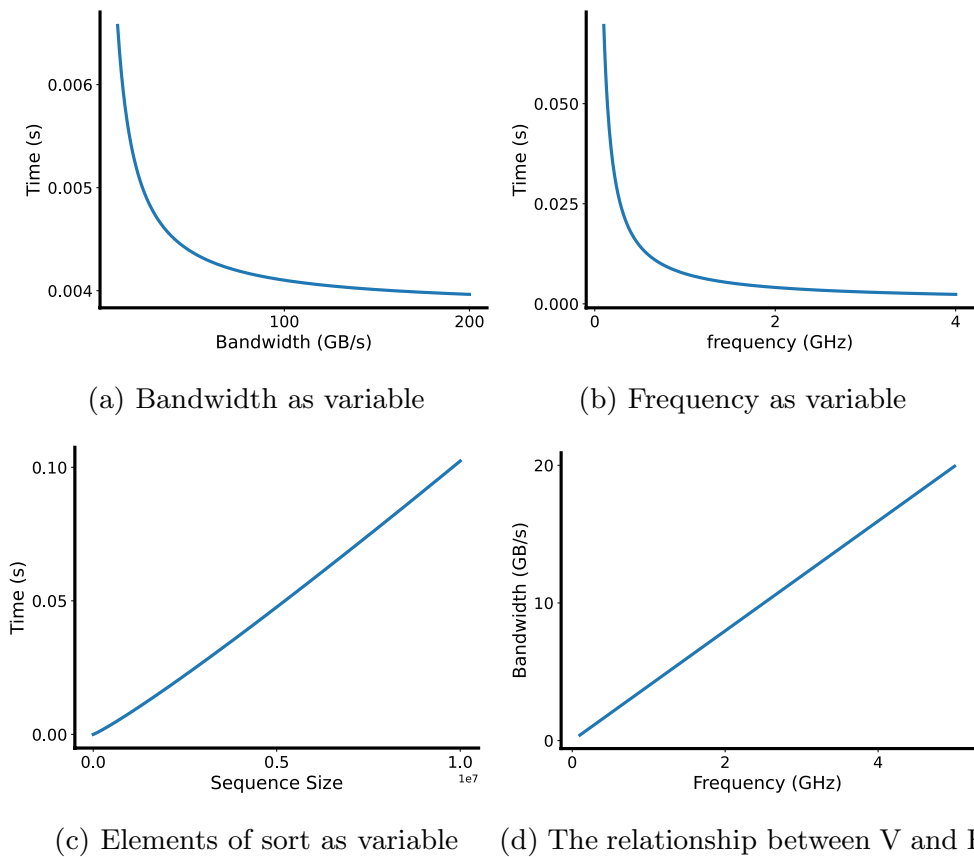 0.006
0.005
0.004
Time (s)
100
200
Bandwidth (GB/s)
(a) Bandwidth as variable
0.050
0.025
0.000
Time (s)
0
2
4
frequency (GHz)
(b) Frequency as variable
0.10
0.05
0.00
Time (s)
0.0
0.5
1.0
1e7
Sequence Size
(c) Elements of sort as variable
20
10
0
Bandwidth (GB/s)
0
2
4
Frequency (GHz)
(d) The relationship between V and